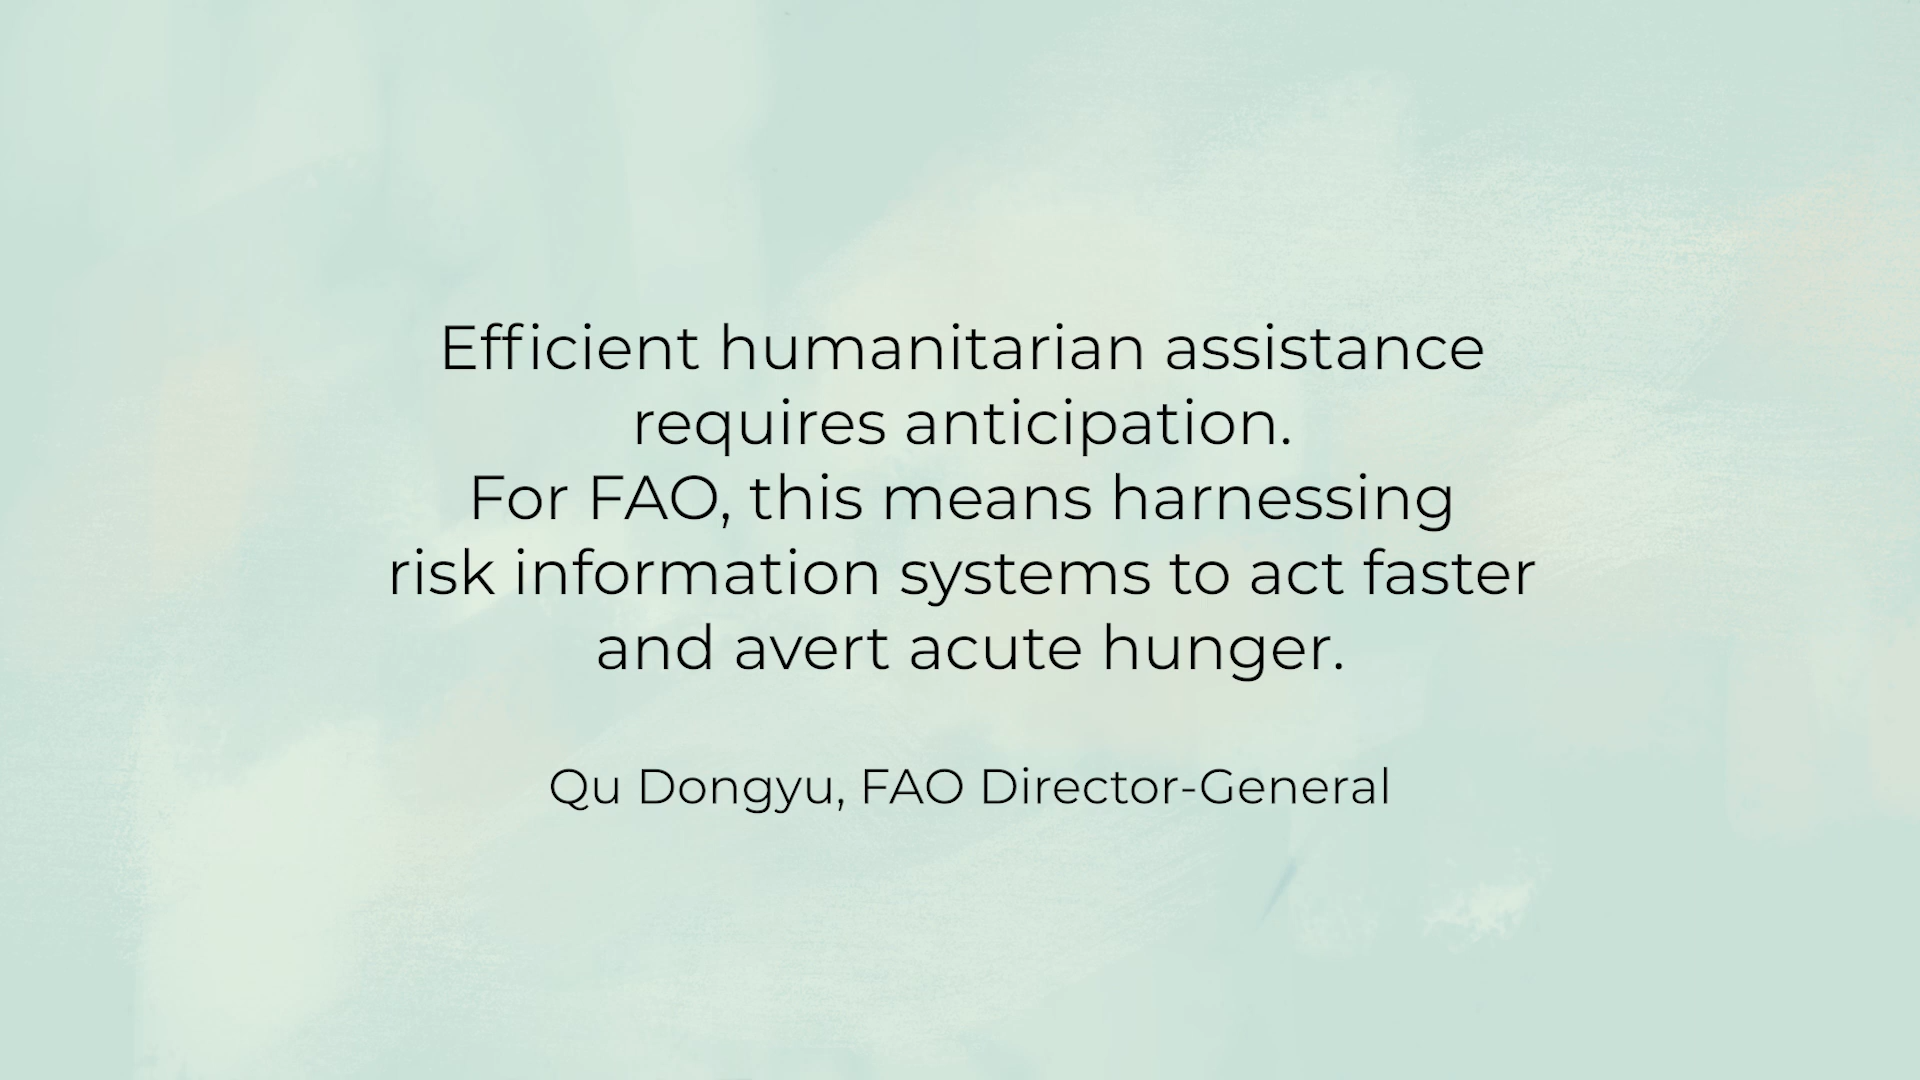 Efficient humanitarian assistance
requires anticipation.
For FAO, this means harnessing
risk information systems to act faster
and avert acute hunger.
Qu Dongyu, FAO Director-General